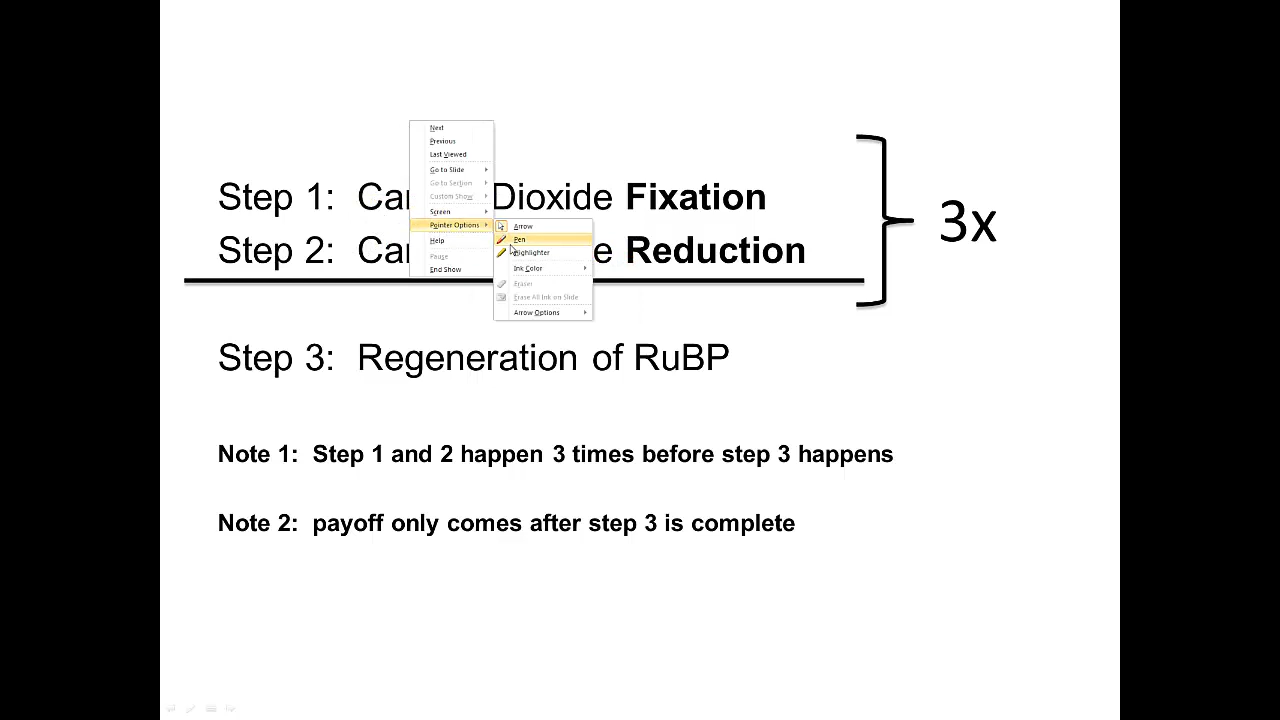 Next
Previous
Last Viewed
Go to Slide
Go to Section
Custom Show
Screen
Pointer Options
Help
Pause
End Show
Arrow
Pen
Highlighter
Ink Color
Eraser
Erase All Ink on Slide
Arrow Options
Step 1: Ca Dioxide Fixation
Step 2: Ca e Reduction
3x
Step 3: Regeneration of RuBP
Note 1: Step 1 and 2 happen 3 times before step 3 happens
Note 2: payoff only comes after step 3 is complete